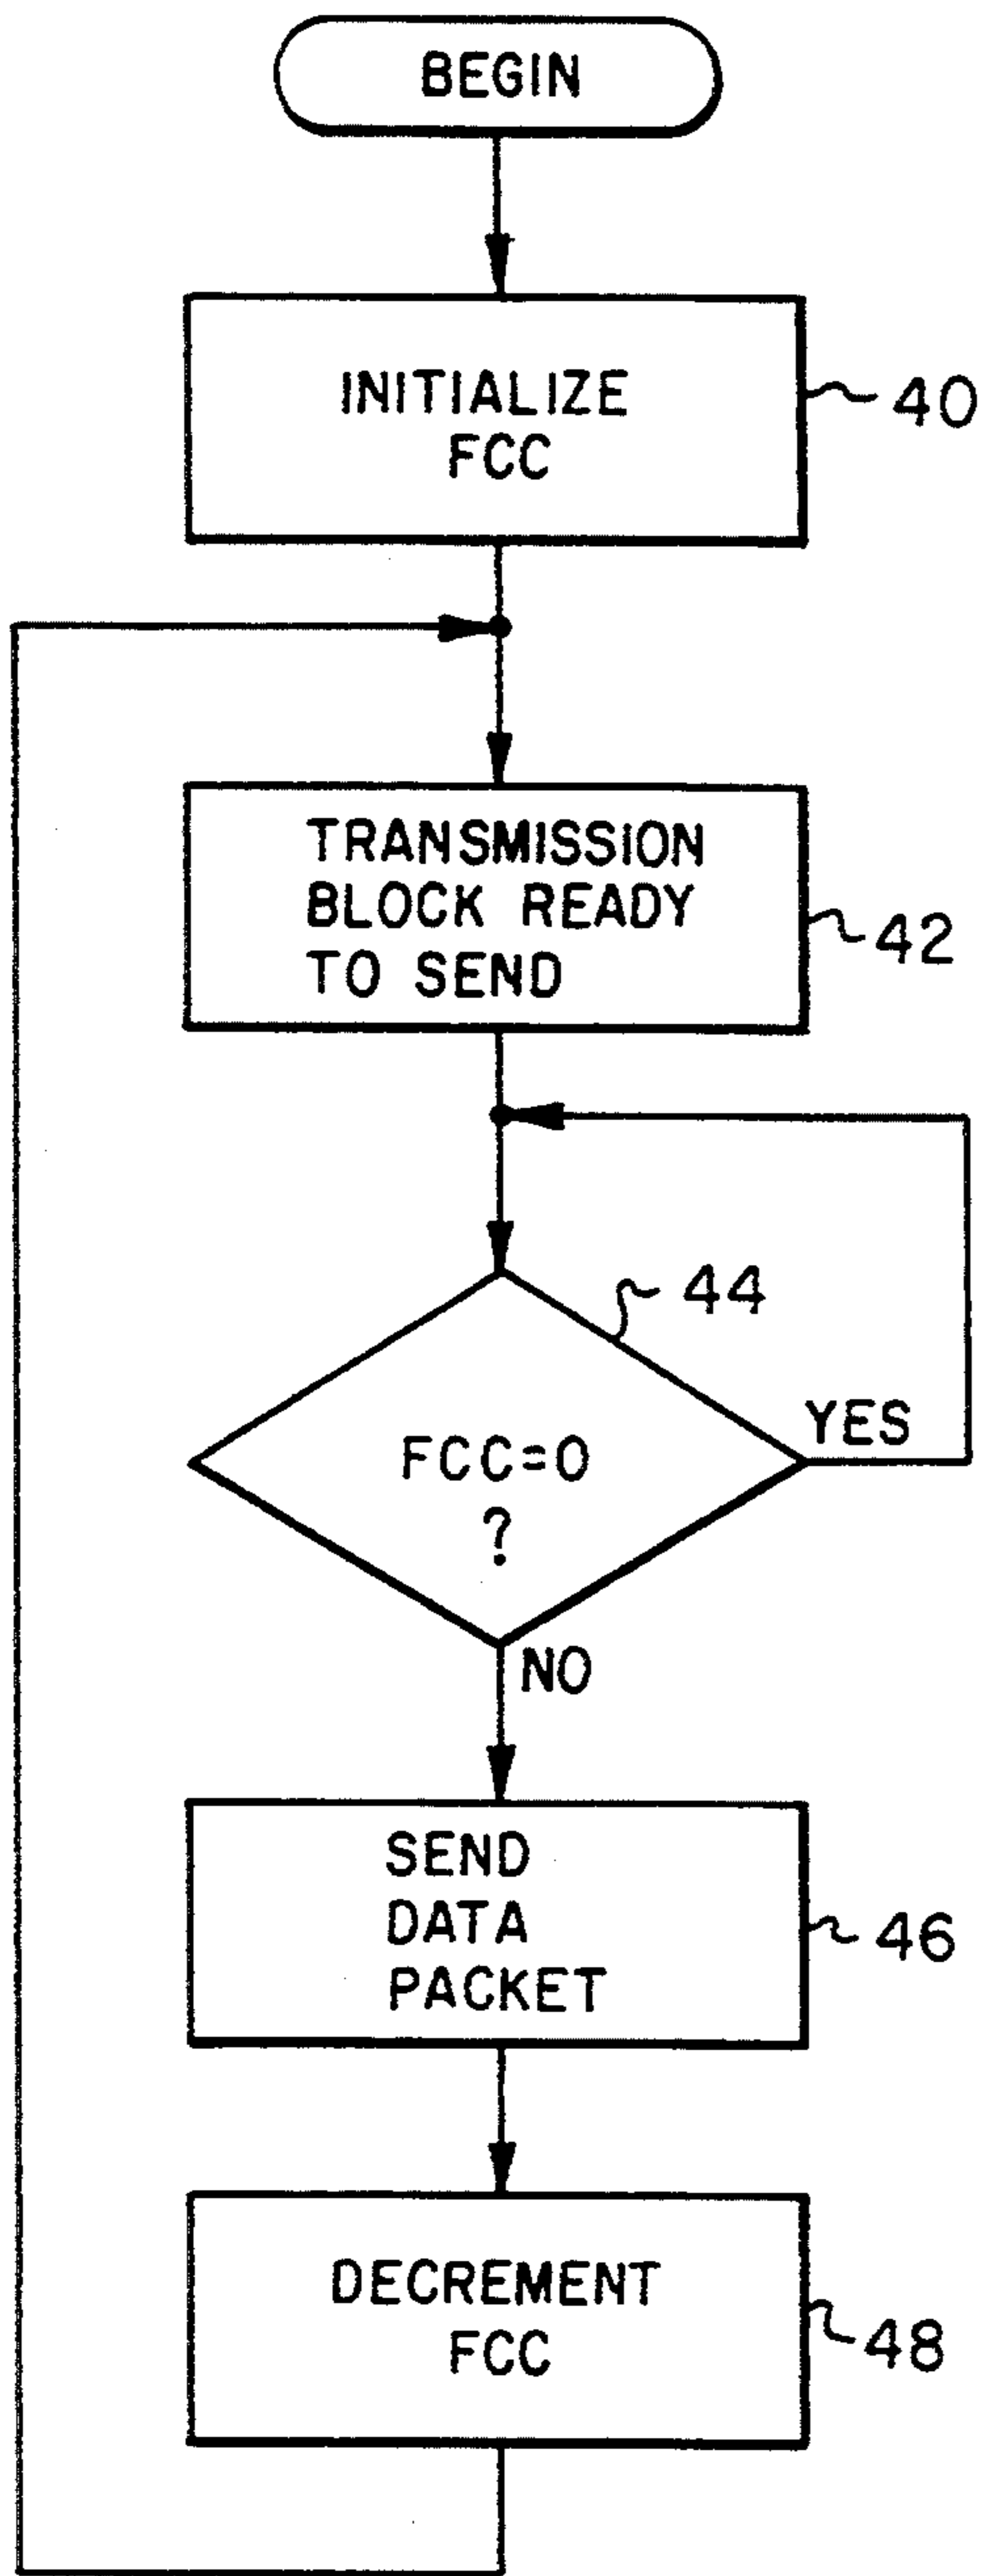 BEGIN
INITIALIZE
FCC
40
TRANSMISSION
BLOCK READY
TO SEND
42
44
FCC=0
?
YES
NO
SEND
DATA
PACKET
46
DECREMENT
FCC
48